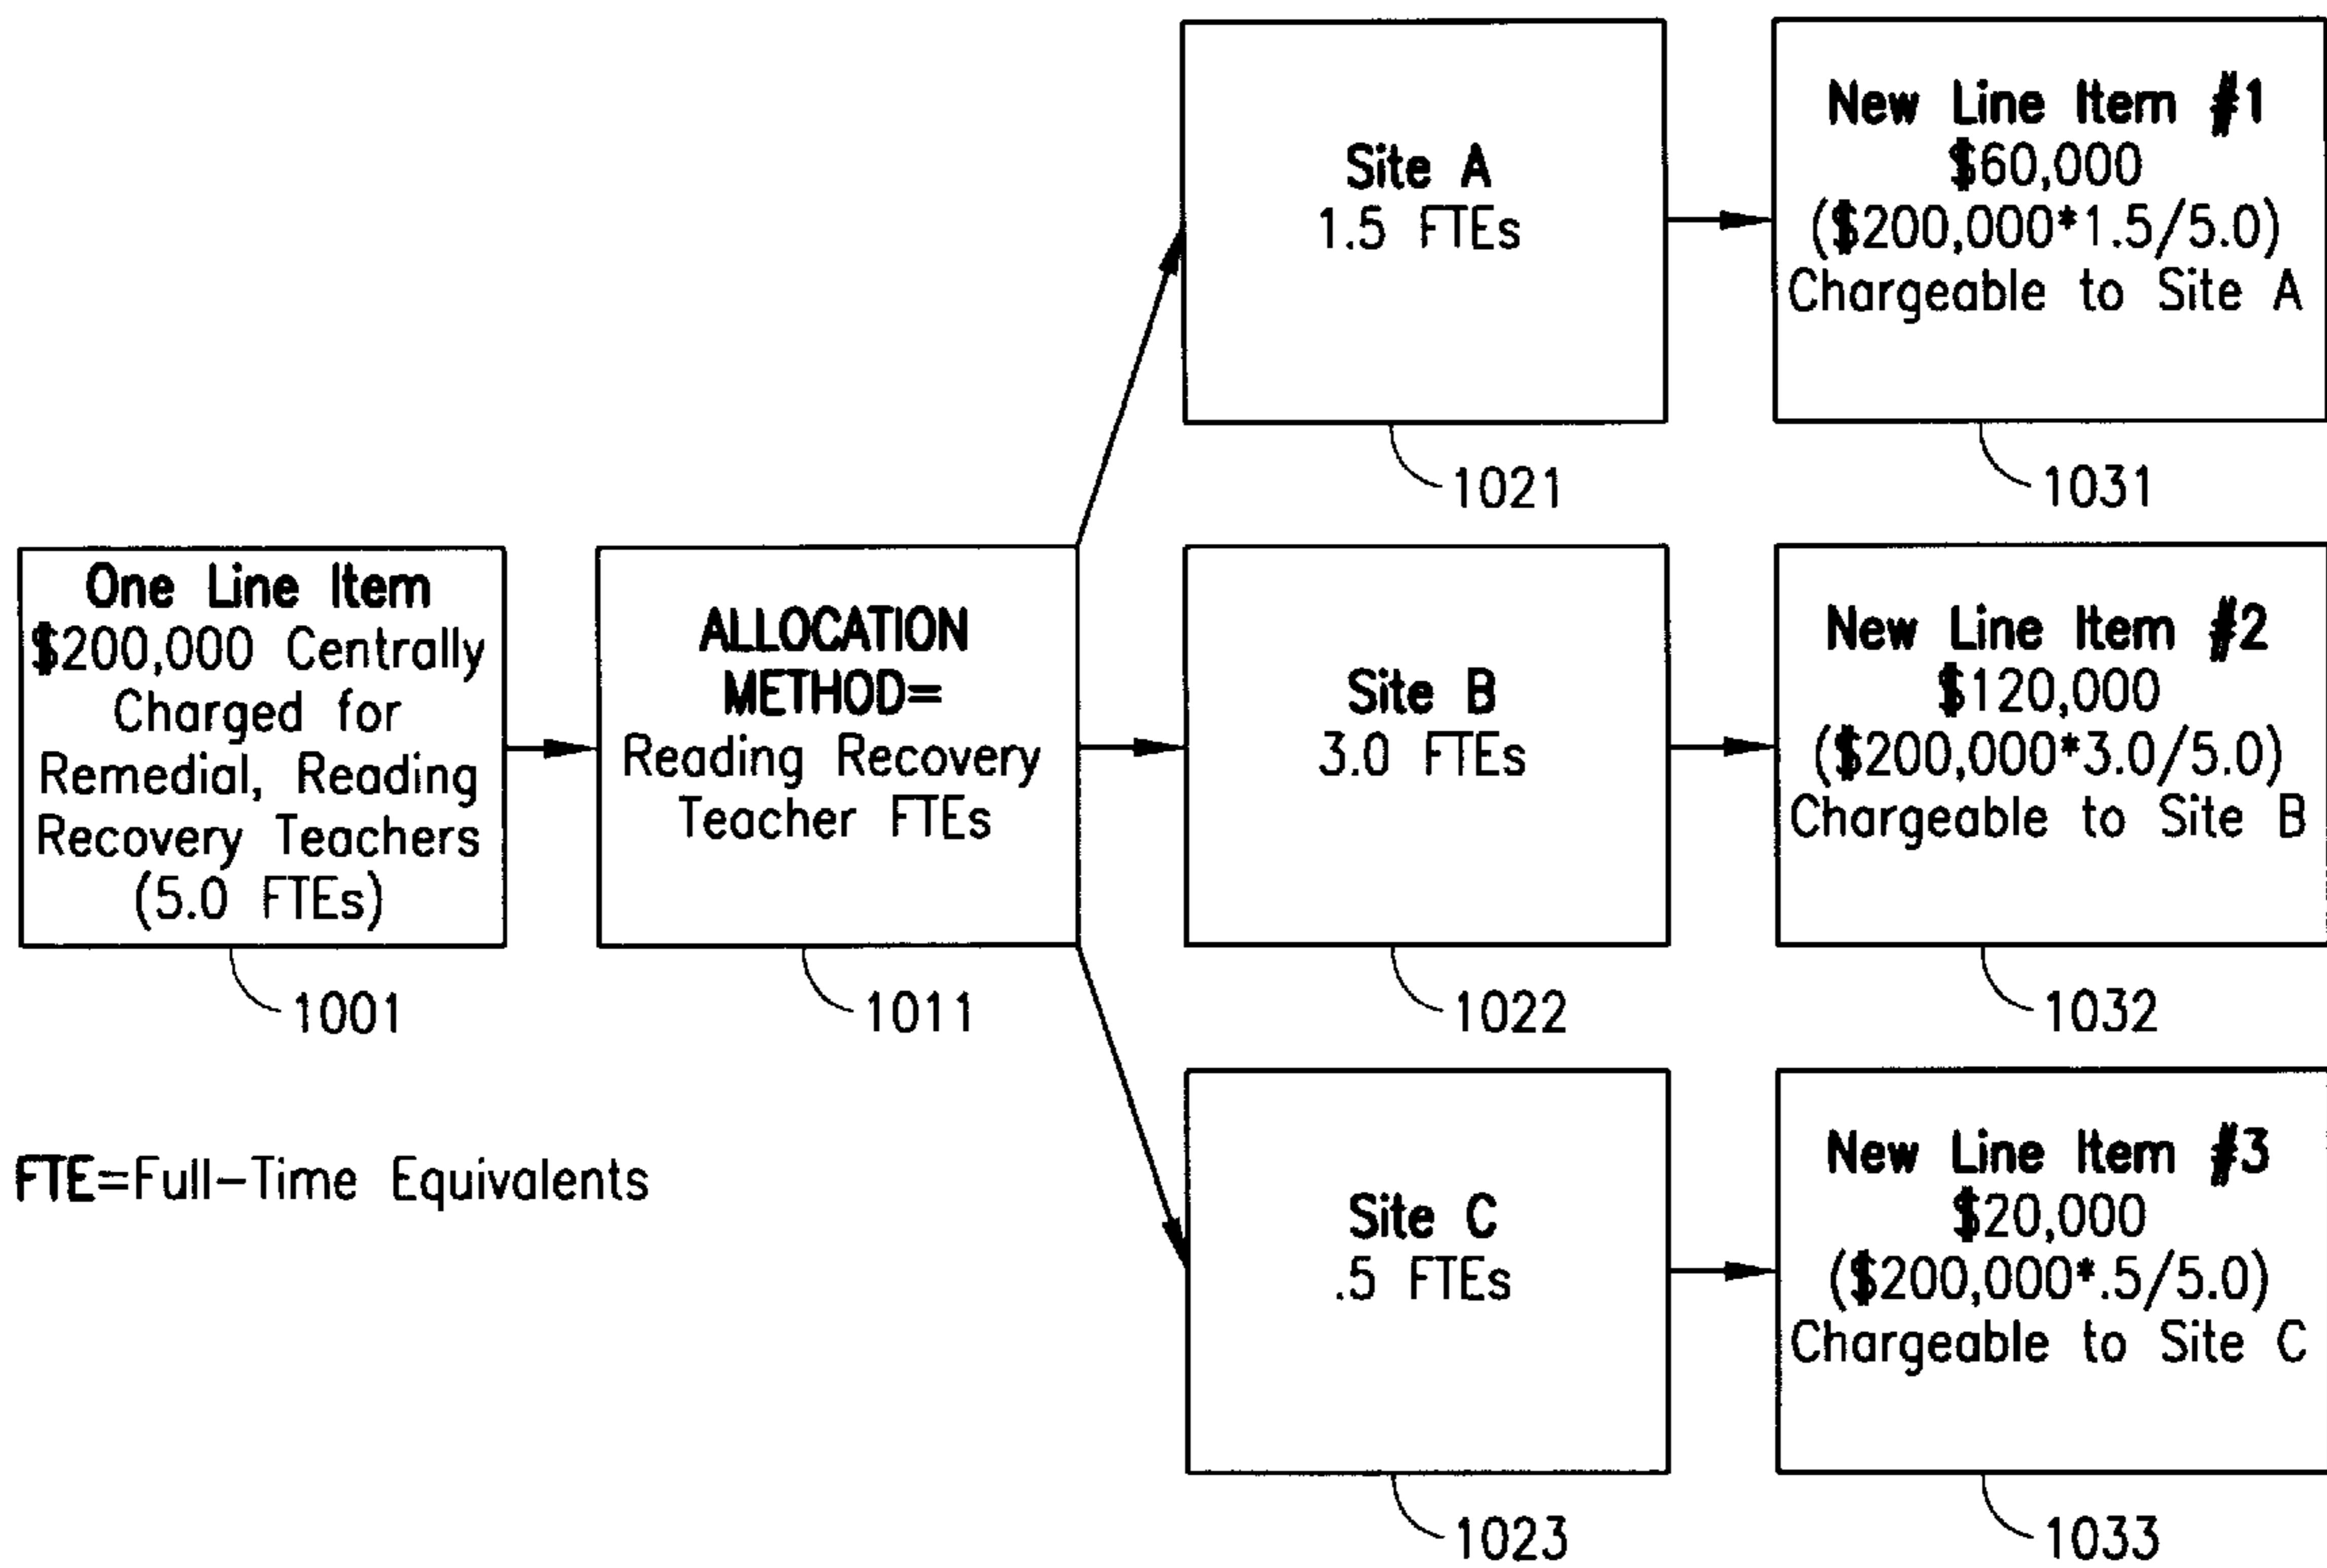 One Line Item
$200,000 Centrally
Charged for
Remedial, Reading
Recovery Teachers
(5.0 FTEs)
1001
ALLOCATION
METHOD=
Reading Recovery
Teacher FTEs
1011
Site A
1.5 FTEs
1021
New Line Item #1
$60,000
($200,000*1.5/5.0)
Chargeable to Site A
1031
Site B
3.0 FTEs
1022
New Line Item #2
$120,000
($200,000*3.0/5.0)
Chargeable to Site B
1032
Site C
.5 FTEs
1023
New Line Item #3
$20,000
($200,000*.5/5.0)
Chargeable to Site C
1033
FTE=Full-Time Equivalents